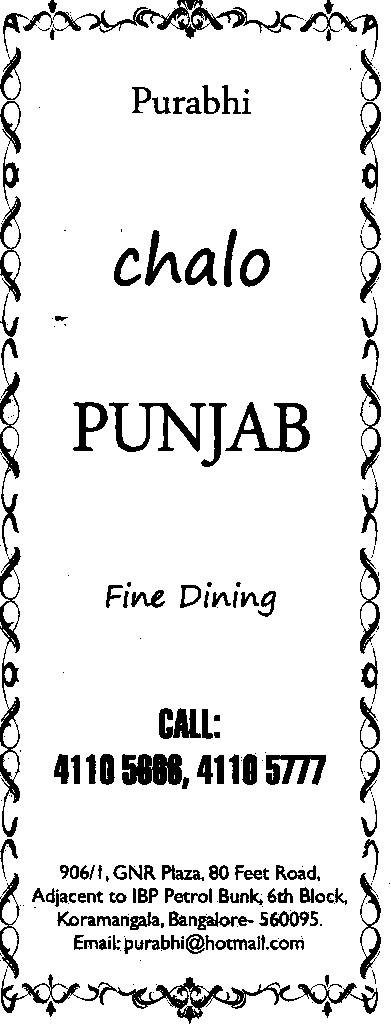 Purabhi
chalo
PUNJAB
Fine Dining
CALL:
4110 4110 5777
906/1, GNR Plaza, 80 Feet Road,
Adjacent to IBP Petrol Bunk, 6th Block,
Koramangala, Bangalore- 560095.
Email: purabhi@hotmail.com